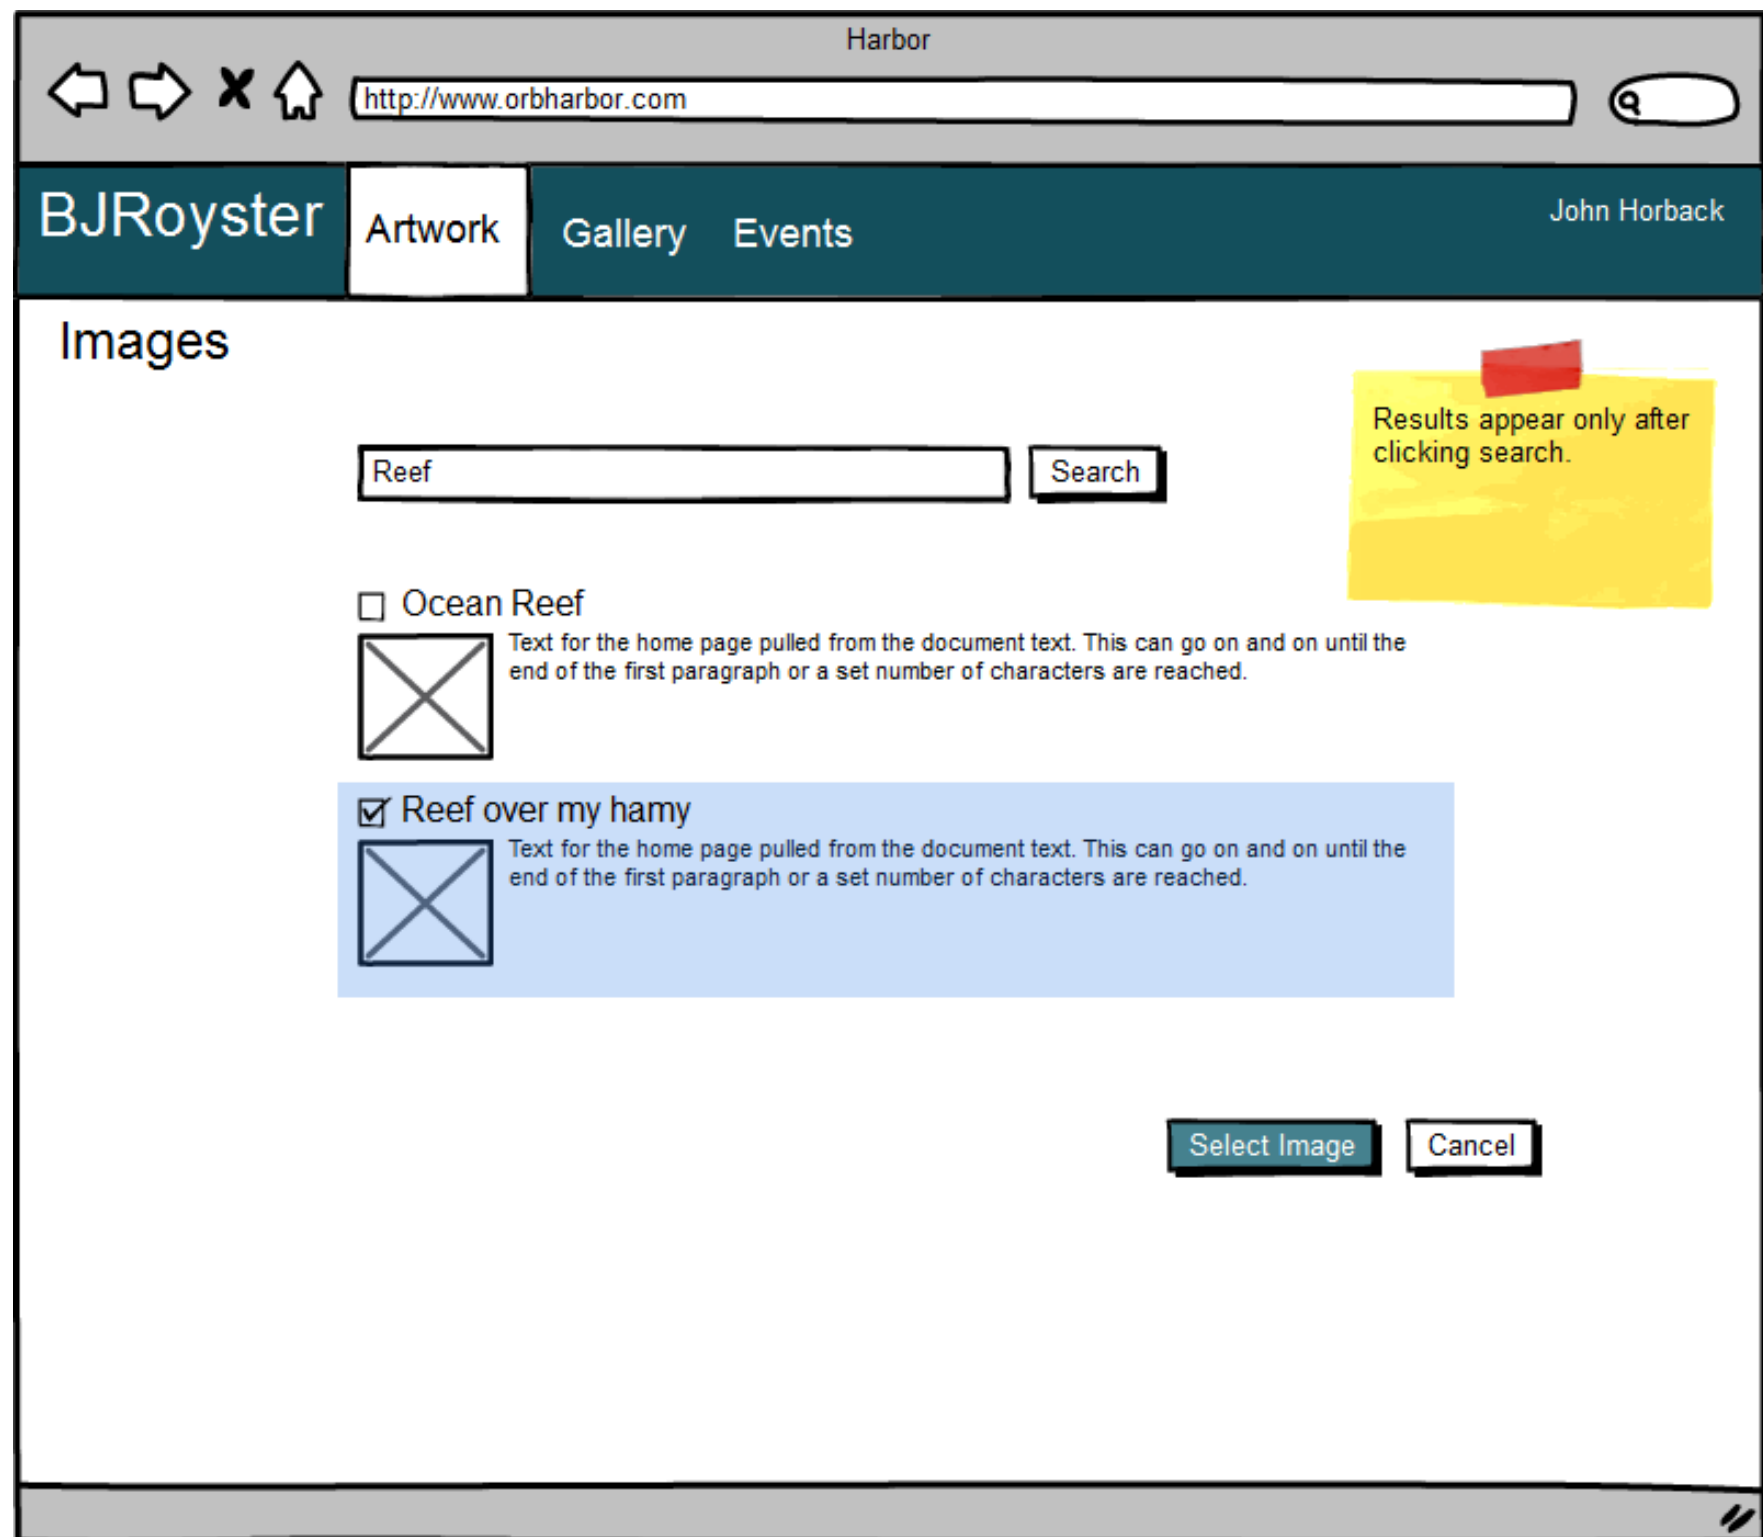 Harbor
http://www.orbharbor.com
BJRoyster
Artwork
Gallery
Events
John Horback
Images
Results appear only after
clicking search.
Reef
Search
Ocean Reef
Text for the home page pulled from the document text. This can go on and on until the
end of the first paragraph or a set number of characters are reached.
Reef over my hamy
Text for the home page pulled from the document text. This can go on and on until the
end of the first paragraph or a set number of characters are reached.
Select Image
Cancel